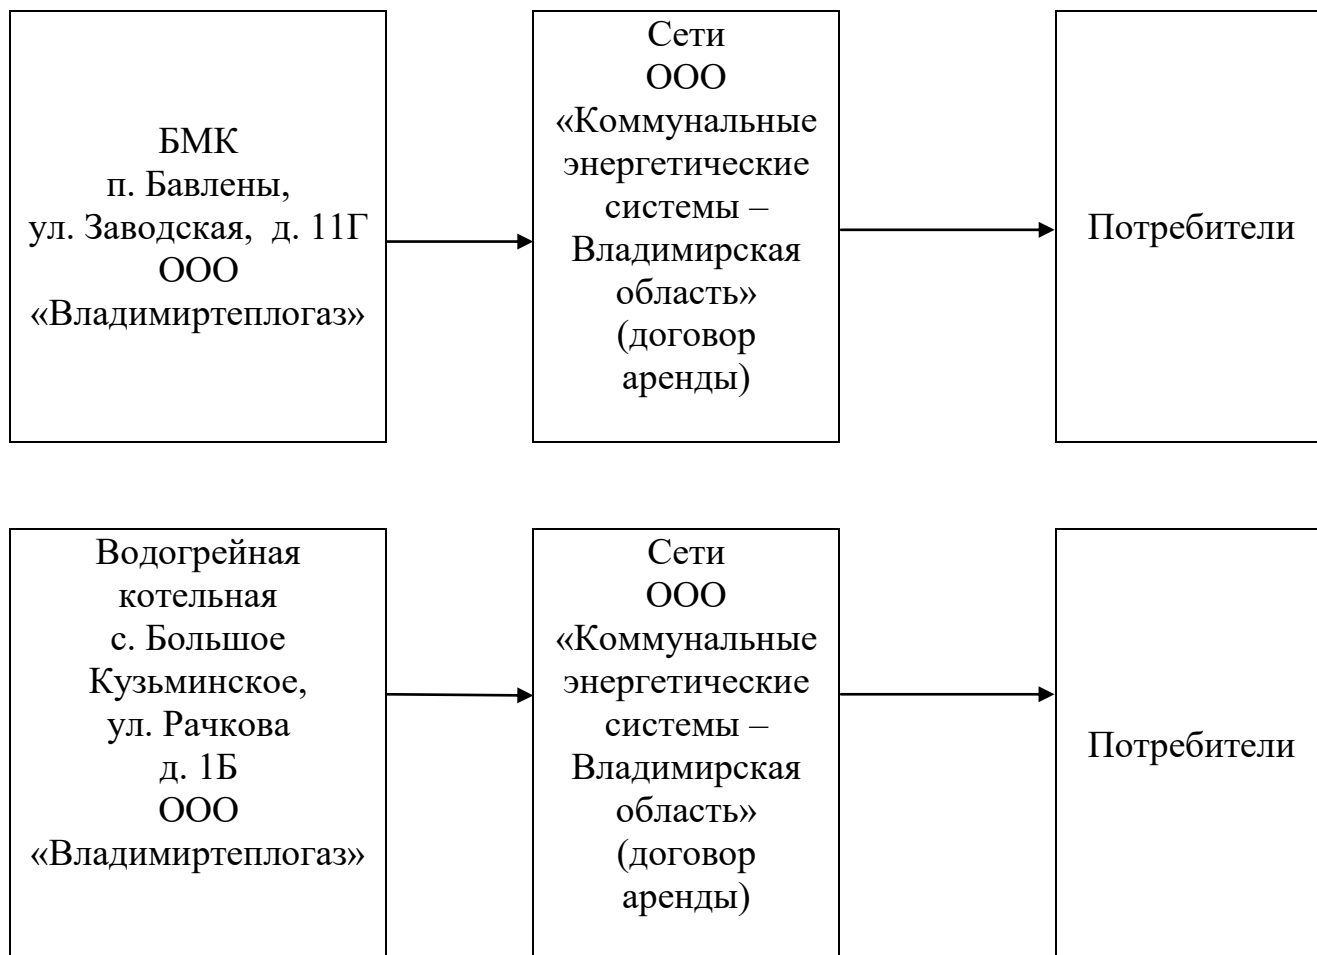 БМК
п. Бавлены,
ул. Заводская, д. 11Г
ООО
«Владимиртеплогаз»
Сети
ООО
«Коммунальные
энергетические
системы –
Владимирская
область»
(договор
аренды)
Потребители
Водогрейная
котельная
с. Большое
Кузьминское,
ул. Рачкова
д. 1Б
ООО
«Владимиртеплогаз»
Сети
ООО
«Коммунальные
энергетические
системы –
Владимирская
область»
(договор
аренды)
Потребители